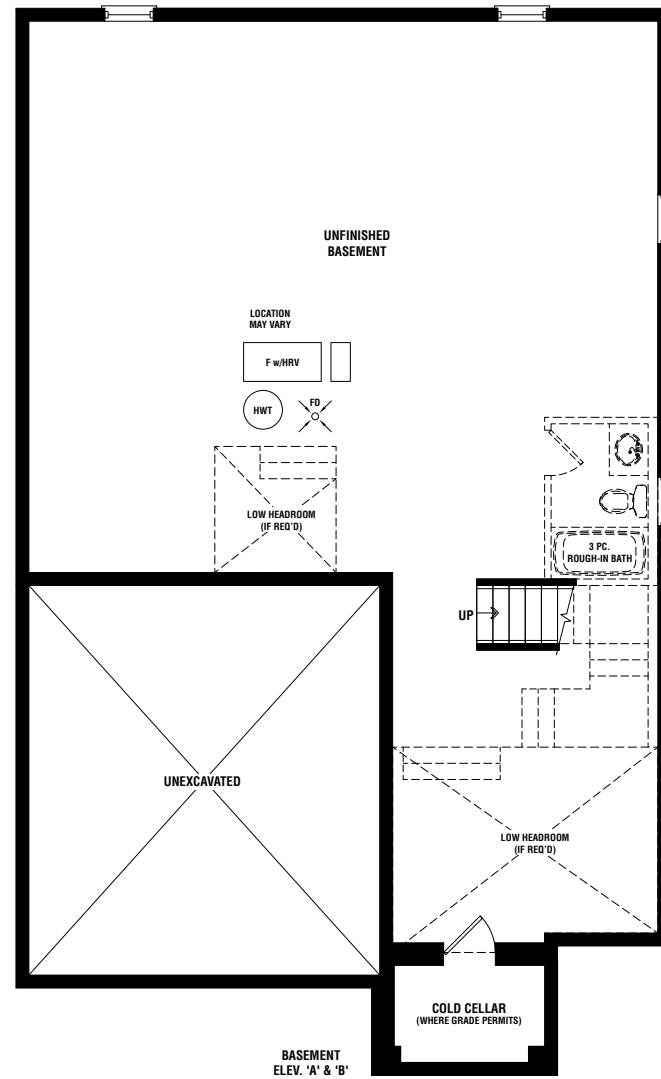 UNFINISHED
BASEMENT
LOCATION
MAY VARY
F w/HRV
HWT
FD
LOW HEADROOM
(IF REQ'D)
3 PC.
ROUGH-IN BATH
UP
UNEXCAVATED
LOW HEADROOM
(IF REQ'D)
COLD CELLAR
(WHERE GRADE PERMITS)
BASEMENT
ELEV. 'A' & 'B'